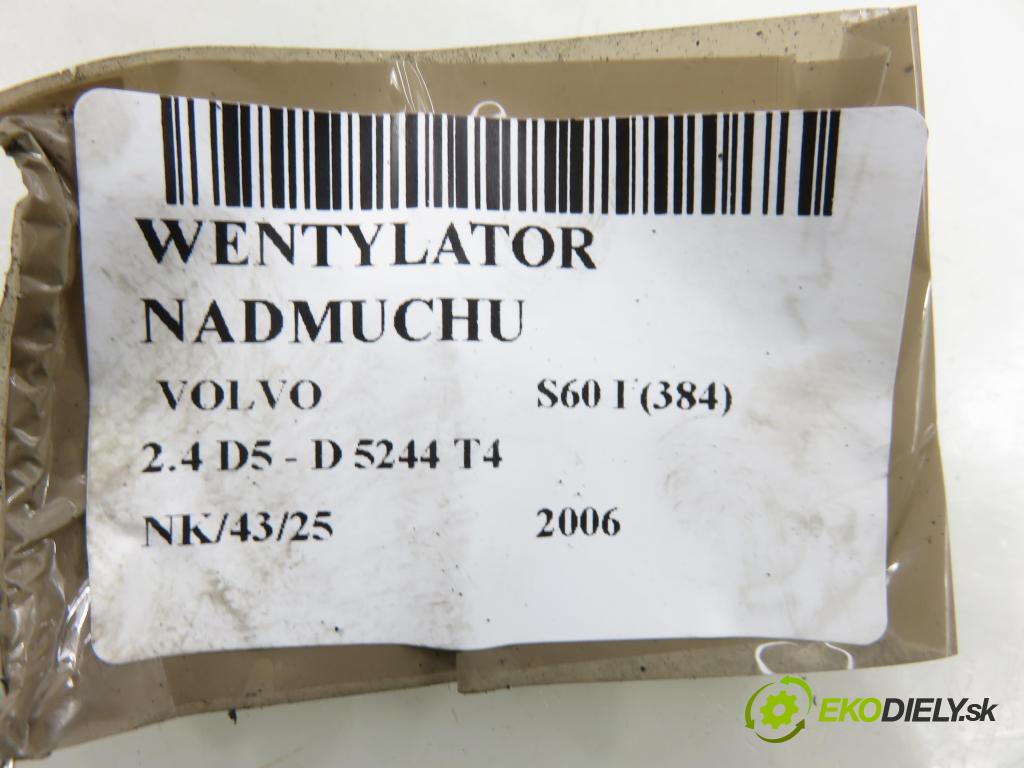 WENTYLATOR
NADMUCHU
VOLVO S60 I (384)
2.4 D5 - D 5244 T4
NK/43/25 2006
EKODIELY.sk